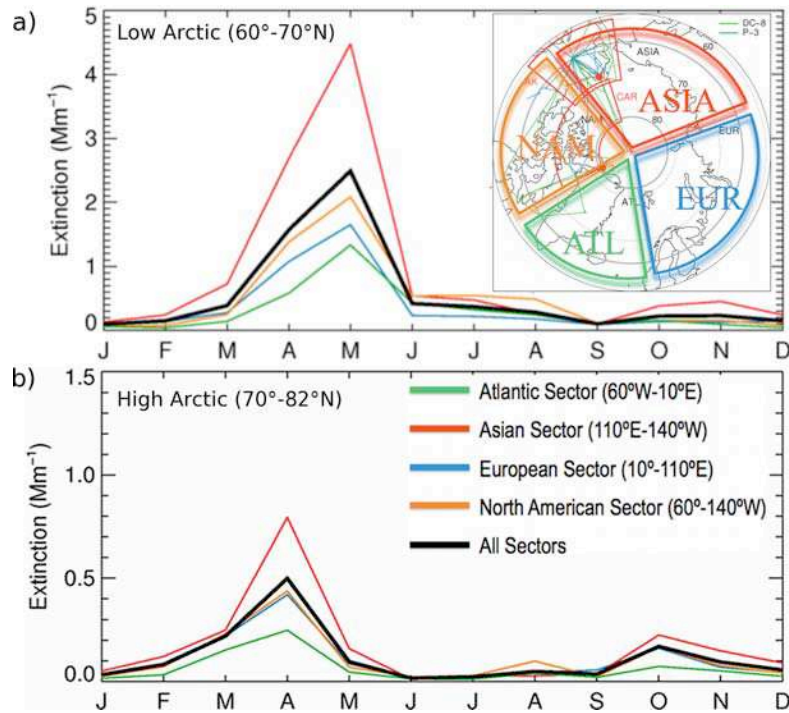 a)
Low Arctic (60°-70°N)
Extinction (Mm⁻¹)
5
4
3
2
1
0
J F M A M J J A S O N D
DC-8
P-3
ASIA
60
70
80
CAR
ASIA
NAM
EUR
EUR
ATL
b)
High Arctic (70°-82°N)
Extinction (Mm⁻¹)
1.5
1.0
0.5
0.0
J F M A M J J A S O N D
Atlantic Sector (60ºW-10ºE)
Asian Sector (110ºE-140ºW)
European Sector (10º-110ºE)
North American Sector (60º-140ºW)
All Sectors